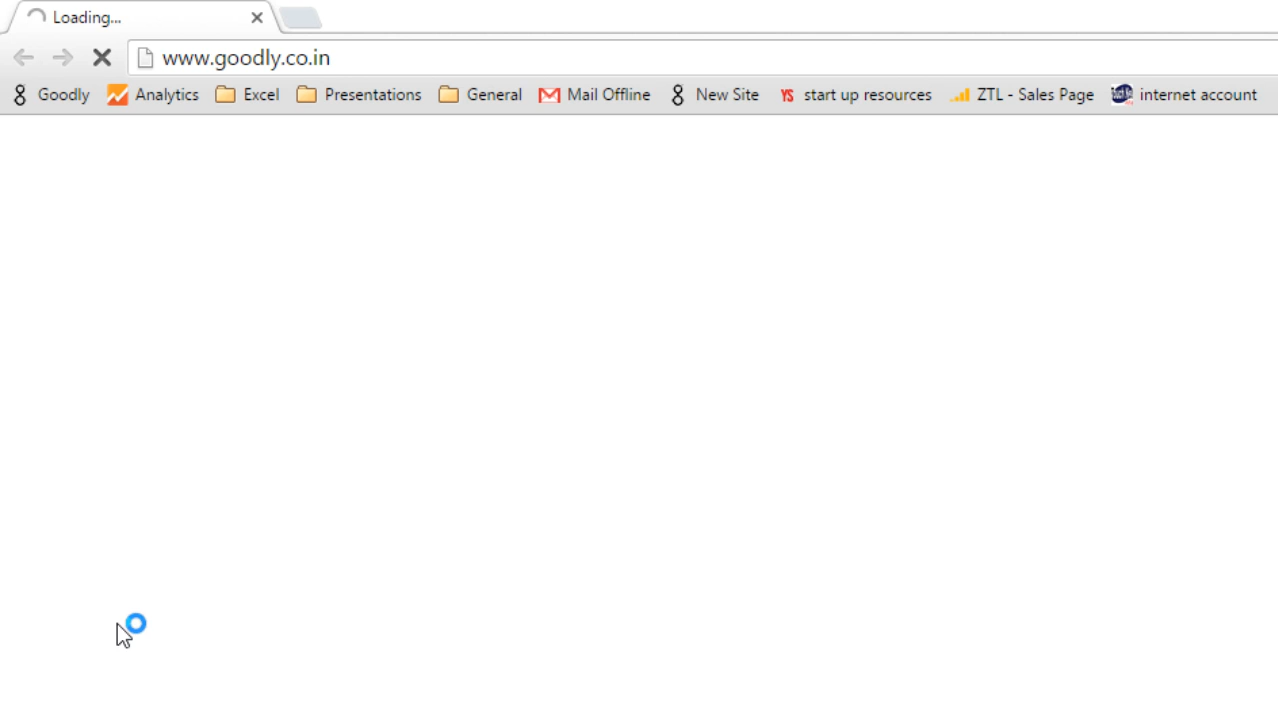 Loading...
www.goodly.co.in
Goodly Analytics Excel Presentations General Mail Offline New Site YS start up resources ZTL - Sales Page internet account